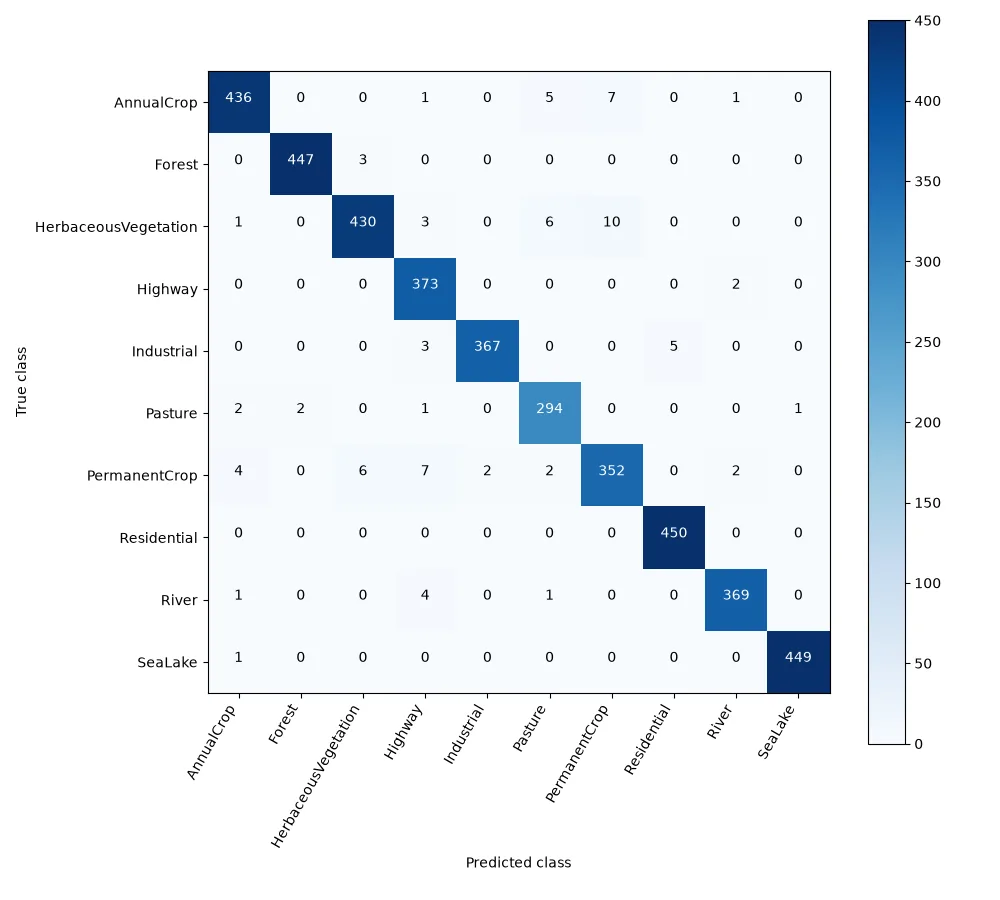 450
AnnualCrop 436 0 0 1 0 5 7 0 1 0
400
Forest 0 447 3 0 0 0 0 0 0 0
350
HerbaceousVegetation 1 0 430 3 0 6 10 0 0 0
300
Highway 0 0 0 373 0 0 0 0 2 0
250
Industrial 0 0 0 3 367 0 0 5 0 0
True class
Pasture 2 2 0 1 0 294 0 0 0 1
200
PermanentCrop 4 0 6 7 2 2 352 0 2 0
150
Residential 0 0 0 0 0 0 0 450 0 0
100
River 1 0 0 4 0 1 0 0 369 0
50
SeaLake 1 0 0 0 0 0 0 0 0 449
0
AnnualCrop
Forest
HerbaceousVegetation
Highway
Industrial
Pasture
PermanentCrop
Residential
River
SeaLake
Predicted class